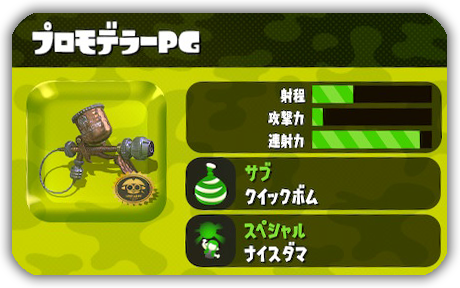 プロモデラーPG
射程
攻撃力
連射力
サブ
クイックボム
スペシャル
ナイスダマ